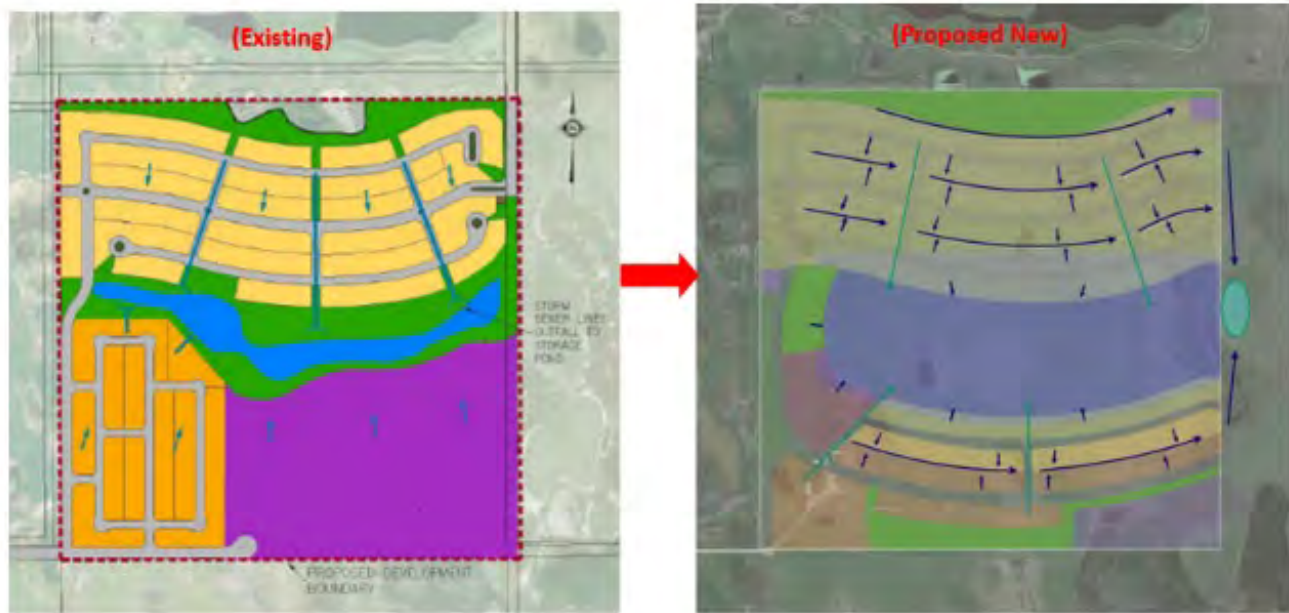 (Existing)
(Proposed New)
STORM
SEWER LINES
OUTFALL TO
STORAGE
POND
PROPOSED DEVELOPMENT
BOUNDARY